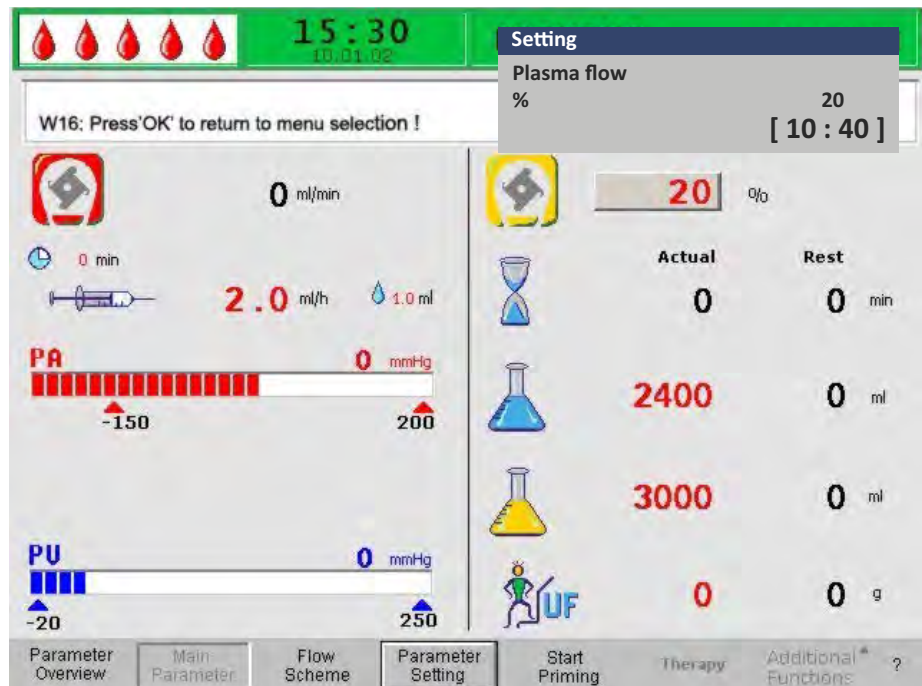 15:30
10.01.02
Setting
Plasma flow
% 20
[ 10 : 40 ]
W16: Press'OK' to return to menu selection !
0 ml/min
20 %
0 min
2.0 ml/h
1.0 ml
Actual Rest
0 0 min
PA 0 mmHg
-150 200
2400 0 ml
3000 0 ml
PV 0 mmHg
-20 250
UF 0 0 g
Parameter Overview
Main Parameter
Flow Scheme
Parameter Setting
Start Priming
Therapy
Additional Functions
?